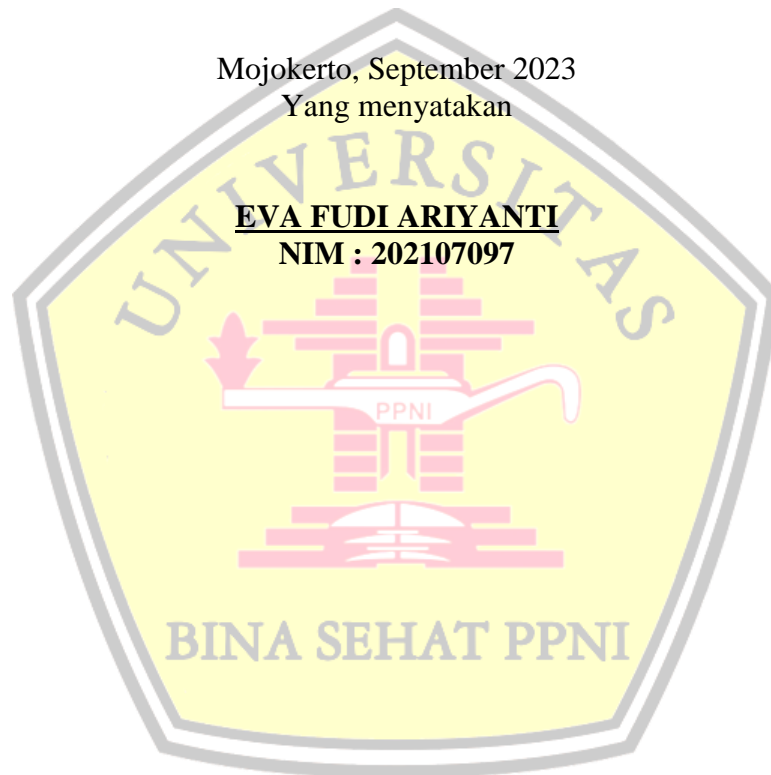 Mojokerto, September 2023
Yang menyatakan
UNIVERSITAS
EVA FUDI ARIYANTI
NIM : 202107097
PPNI
BINA SEHAT PPNI